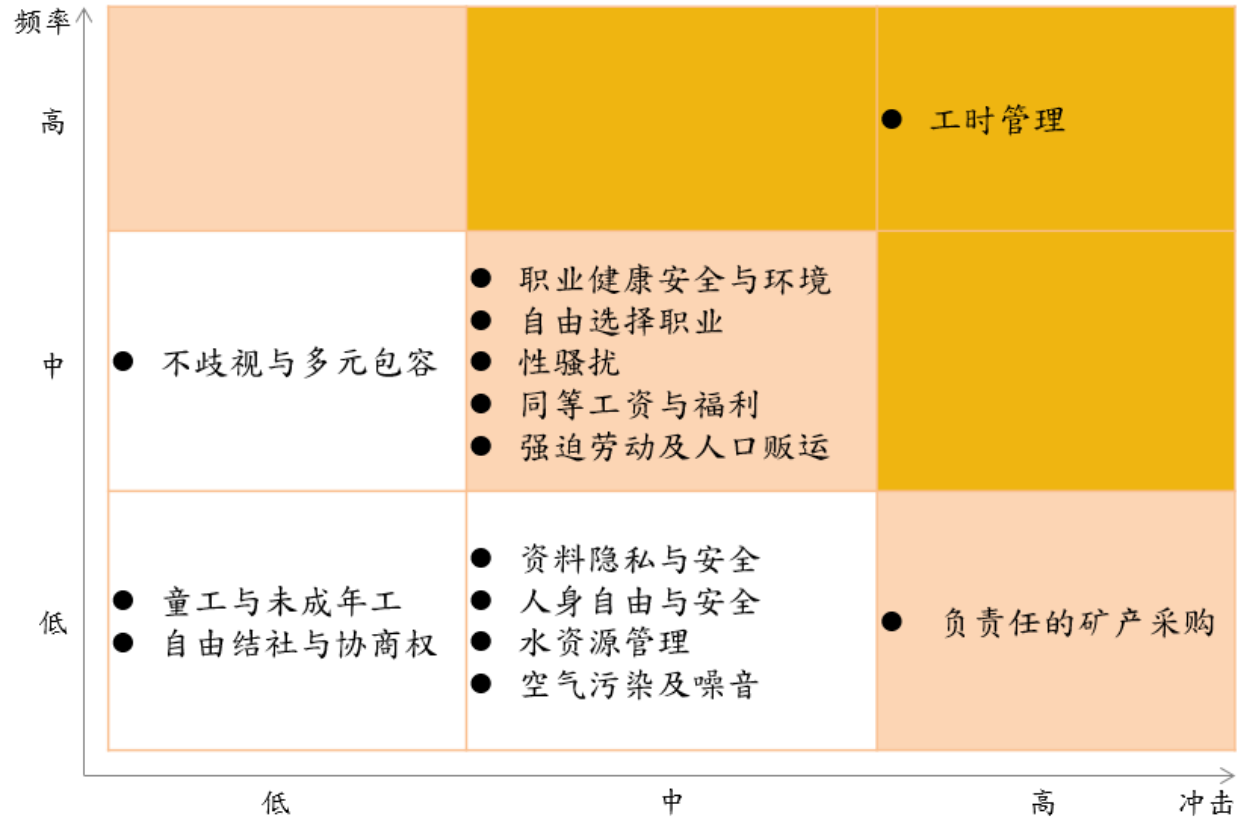 频率
高
工时管理
职业健康安全与环境
自由选择职业
性骚扰
同等工资与福利
强迫劳动及人口贩运
中
不歧视与多元包容
资料隐私与安全
人身自由与安全
水资源管理
空气污染及噪音
低
童工与未成年工
自由结社与协商权
负责任的矿产采购
低
中
高
冲击